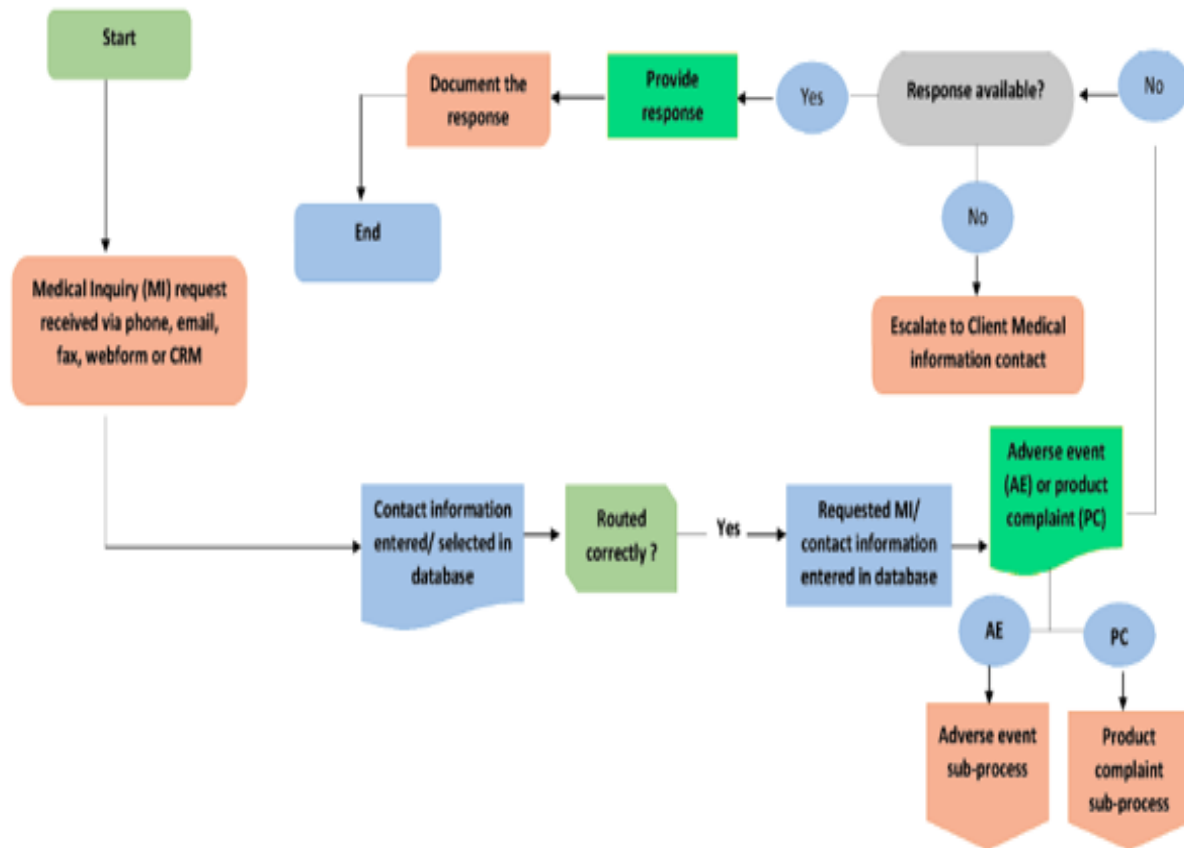 Start
Medical Inquiry (MI) request
received via phone, email,
fax, webform or CRM
Contact information
entered/ selected in
database
Routed
correctly ?
Yes
Requested MI/
contact information
entered in database
Adverse event
(AE) or product
complaint (PC)
AE
PC
Adverse event
sub-process
Product
complaint
sub-process
No
Response available?
No
Escalate to Client Medical
information contact
Yes
Provide
response
Document the
response
End